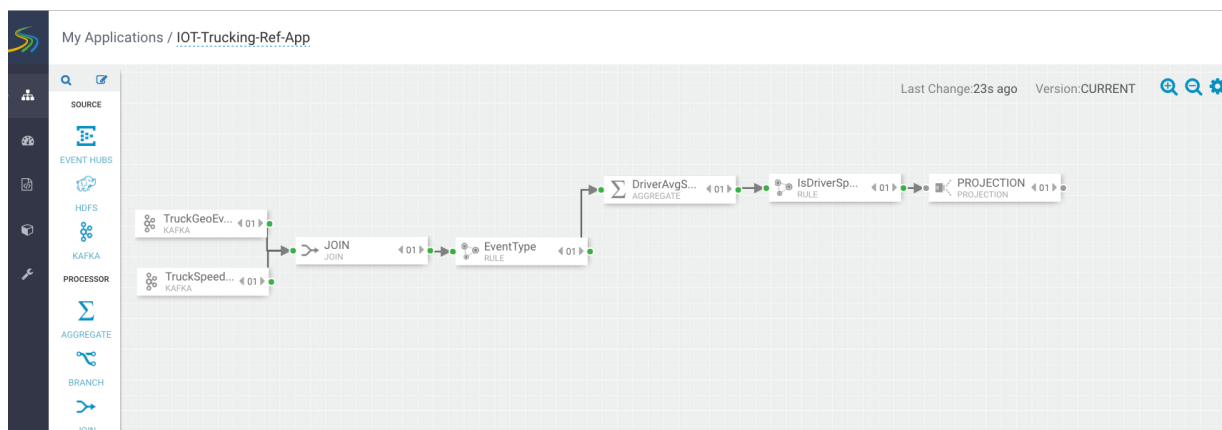 My Applications / IOT-Trucking-Ref-App
Last Change:23s ago Version:CURRENT
SOURCE
EVENT HUBS
HDFS
KAFKA
PROCESSOR
AGGREGATE
BRANCH
JOIN
TruckGeoEv... 01
KAFKA
TruckSpeed... 01
KAFKA
JOIN 01
JOIN
EventType 01
RULE
DriverAvgS... 01
AGGREGATE
IsDriverSp... 01
RULE
PROJECTION 01
PROJECTION